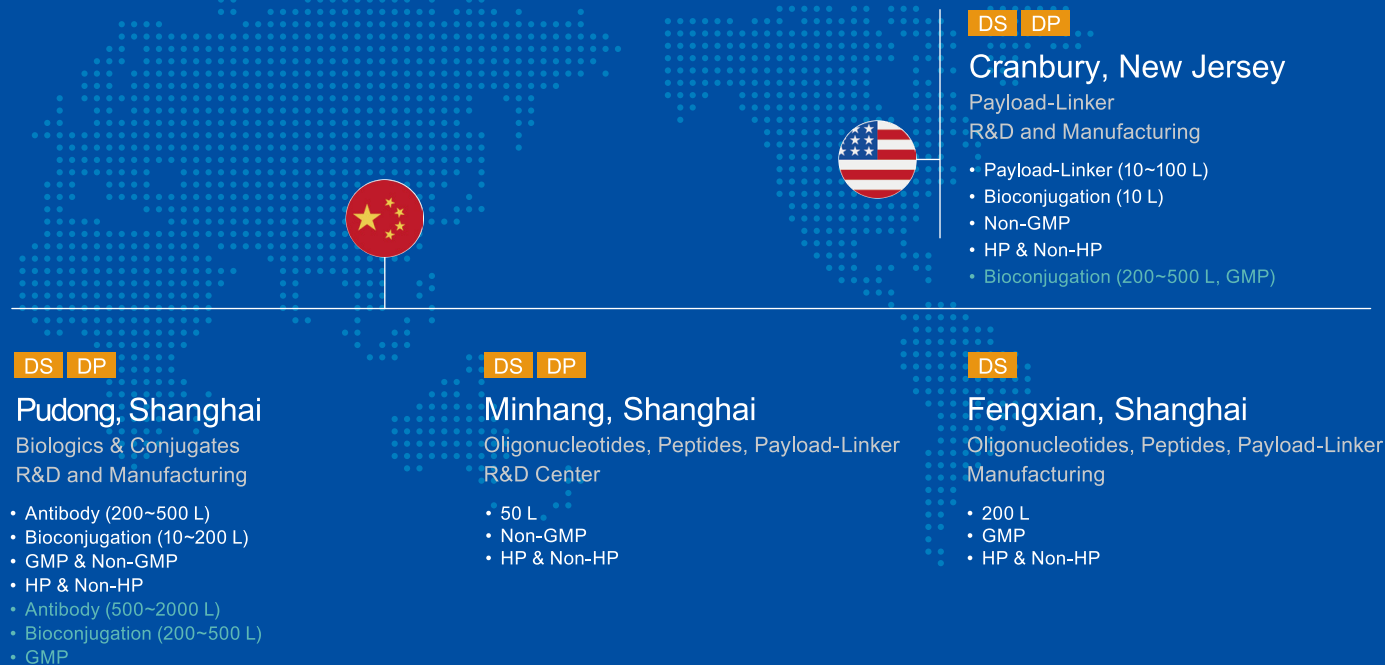 DS DP
Cranbury, New Jersey
Payload-Linker
R&D and Manufacturing
• Payload-Linker (10~100 L)
• Bioconjugation (10 L)
• Non-GMP
• HP & Non-HP
• Bioconjugation (200~500 L, GMP)
DS DP
Pudong, Shanghai
Biologics & Conjugates
R&D and Manufacturing
• Antibody (200~500 L)
• Bioconjugation (10~200 L)
• GMP & Non-GMP
• HP & Non-HP
• Antibody (500~2000 L)
• Bioconjugation (200~500 L)
• GMP
DS DP
Minhang, Shanghai
Oligonucleotides, Peptides, Payload-Linker
R&D Center
• 50 L
• Non-GMP
• HP & Non-HP
DS
Fengxian, Shanghai
Oligonucleotides, Peptides, Payload-Linker
Manufacturing
• 200 L
• GMP
• HP & Non-HP